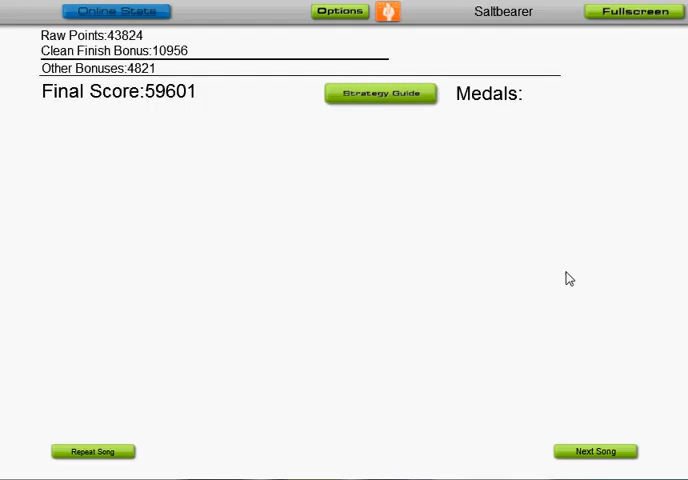 Online Stats Options Saltbearer Fullscreen
Raw Points:43824
Clean Finish Bonus:10956
Other Bonuses:4821
Final Score:59601 Strategy Guide Medals:
Repeat Song Next Song